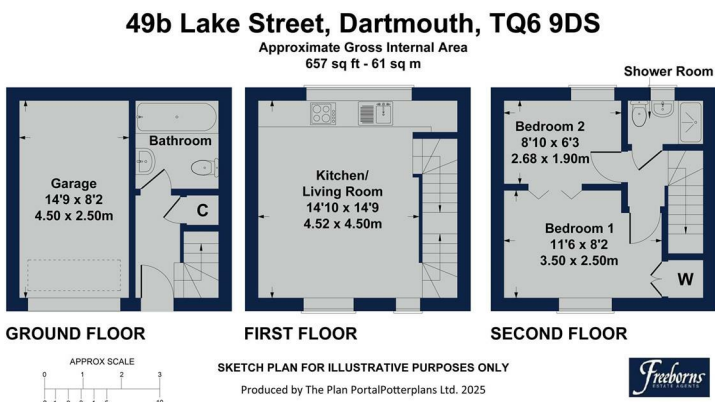 49b Lake Street, Dartmouth, TQ6 9DS
Approximate Gross Internal Area
657 sq ft - 61 sq m
Shower Room
Bathroom
Garage
14'9 x 8'2
4.50 x 2.50m
C
Kitchen/
Living Room
14'10 x 14'9
4.52 x 4.50m
Bedroom 2
8'10 x 6'3
2.68 x 1.90m
Bedroom 1
11'6 x 8'2
3.50 x 2.50m
W
GROUND FLOOR
FIRST FLOOR
SECOND FLOOR
APPROX SCALE
0 1 2 3
SKETCH PLAN FOR ILLUSTRATIVE PURPOSES ONLY
Produced by The Plan PortalPotterplans Ltd. 2025
Freeborns
ESTATE AGENTS